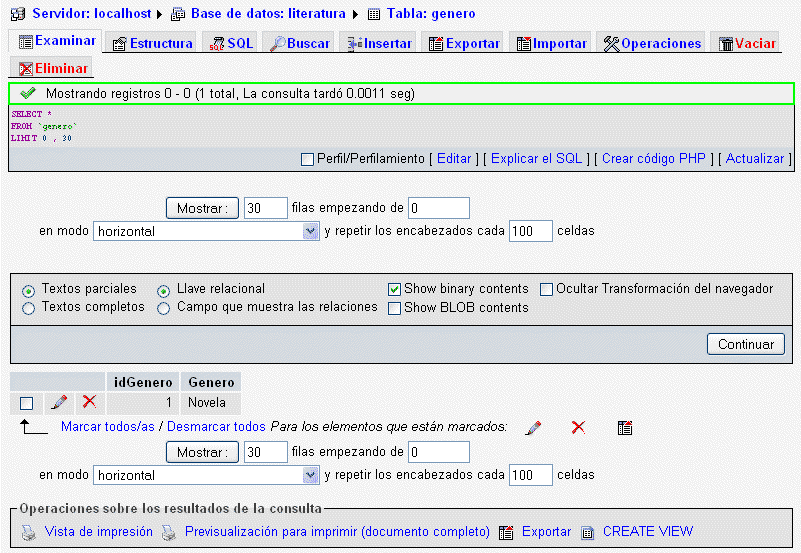 Servidor: localhost ▸ Base de datos: literatura ▸ Tabla: genero
Examinar Estructura SQL Buscar Insertar Exportar Importar Operaciones Vaciar
Eliminar
Mostrando registros 0 - 0 (1 total, La consulta tardó 0.0011 seg)
SELECT *
FROM `genero`
LIMIT 0 , 30
Perfil/Perfilamiento [ Editar ] [ Explicar el SQL ] [ Crear código PHP ] [ Actualizar ]
Mostrar : 30 filas empezando de 0
en modo horizontal y repetir los encabezados cada 100 celdas
Textos parciales Llave relacional Show binary contents Ocultar Transformación del navegador
Textos completos Campo que muestra las relaciones Show BLOB contents
Continuar
idGenero Genero
1 Novela
Marcar todos/as / Desmarcar todos Para los elementos que están marcados:
Mostrar : 30 filas empezando de 0
en modo horizontal y repetir los encabezados cada 100 celdas
Operaciones sobre los resultados de la consulta
Vista de impresión Previsualización para imprimir (documento completo) Exportar CREATE VIEW